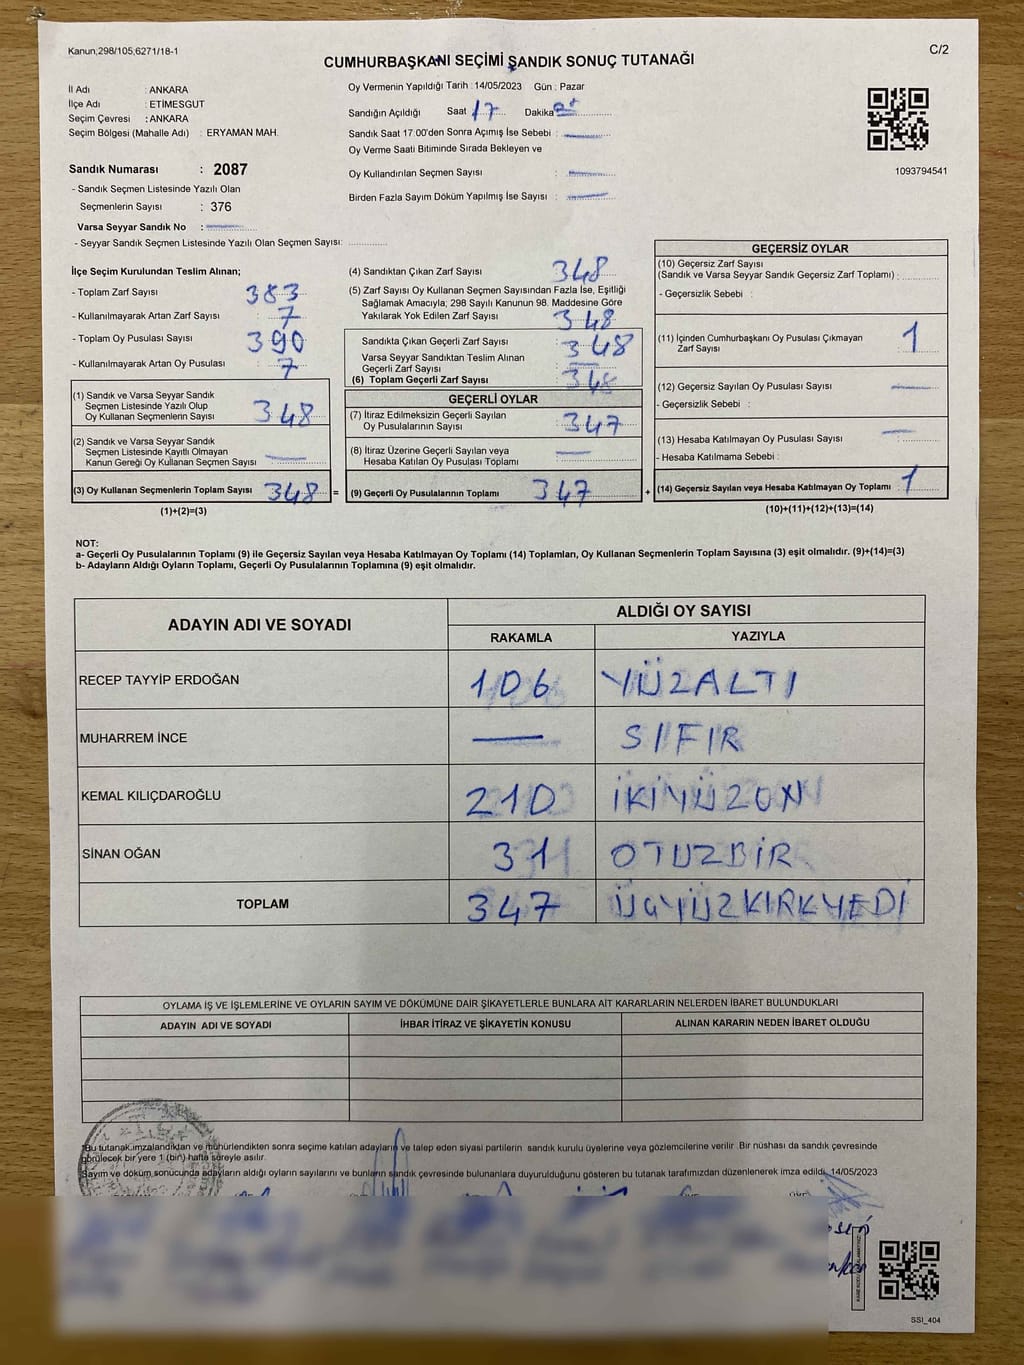 Kanun,298/105,6271/18-1
C/2
CUMHURBAŞKANI SEÇİMİ SANDIK SONUÇ TUTANAĞI
İl Adı : ANKARA
İlçe Adı : ETİMESGUT
Seçim Çevresi : ANKARA
Seçim Bölgesi (Mahalle Adı) : ERYAMAN MAH.
Oy Vermenin Yapıldığı Tarih : 14/05/2023 Gün : Pazar
Sandığın Açıldığı Saat 17 Dakika
Sandık Saat 17.00'den Sonra Açımış İse Sebebi :
Oy Verme Saati Bitiminde Sırada Bekleyen ve
Oy Kullandırılan Seçmen Sayısı :
Birden Fazla Sayım Döküm Yapılmış İse Sayısı :
1093794541
Sandık Numarası : 2087
- Sandık Seçmen Listesinde Yazılı Olan
Seçmenlerin Sayısı : 376
Varsa Seyyar Sandık No :
- Seyyar Sandık Seçmen Listesinde Yazılı Olan Seçmen Sayısı:
İlçe Seçim Kurulundan Teslim Alınan;
- Toplam Zarf Sayısı : 383
- Kullanılmayarak Artan Zarf Sayısı : 7
- Toplam Oy Pusulası Sayısı : 390
- Kullanılmayarak Artan Oy Pusulası : 7
(1) Sandık ve Varsa Seyyar Sandık
Seçmen Listesinde Yazılı Olup
Oy Kullanan Seçmenlerin Sayısı : 348
(2) Sandık ve Varsa Seyyar Sandık
Seçmen Listesinde Kayıtlı Olmayan
Kanun Gereği Oy Kullanan Seçmen Sayısı :
(3) Oy Kullanan Seçmenlerin Toplam Sayısı : 348 =
(1)+(2)=(3)
(4) Sandıktan Çıkan Zarf Sayısı : 348
(5) Zarf Sayısı Oy Kullanan Seçmen Sayısından Fazla İse, Eşitliği
Sağlamak Amacıyla; 298 Sayılı Kanunun 98. Maddesine Göre
Yakılarak Yok Edilen Zarf Sayısı : 348
Sandıkta Çıkan Geçerli Zarf Sayısı : 348
Varsa Seyyar Sandıktan Teslim Alınan
Geçerli Zarf Sayısı :
(6) Toplam Geçerli Zarf Sayısı : 348
GEÇERLİ OYLAR
(7) İtiraz Edilmeksizin Geçerli Sayılan
Oy Pusulalarının Sayısı : 347
(8) İtiraz Üzerine Geçerli Sayılan veya
Hesaba Katılan Oy Pusulası Toplamı :
(9) Geçerli Oy Pusulalarının Toplamı : 347 +
GEÇERSİZ OYLAR
(10) Geçersiz Zarf Sayısı
(Sandık ve Varsa Seyyar Sandık Geçersiz Zarf Toplamı) :
- Geçersizlik Sebebi :
(11) İçinden Cumhurbaşkanı Oy Pusulası Çıkmayan
Zarf Sayısı : 1
(12) Geçersiz Sayılan Oy Pusulası Sayısı :
- Geçersizlik Sebebi :
(13) Hesaba Katılmayan Oy Pusulası Sayısı :
- Hesaba Katılmama Sebebi :
(14) Geçersiz Sayılan veya Hesaba Katılmayan Oy Toplamı : 1
(10)+(11)+(12)+(13)=(14)
NOT:
a- Geçerli Oy Pusulalarının Toplamı (9) ile Geçersiz Sayılan veya Hesaba Katılmayan Oy Toplamı (14) Toplamları, Oy Kullanan Seçmenlerin Toplam Sayısına (3) eşit olmalıdır. (9)+(14)=(3)
b- Adayların Aldığı Oyların Toplamı, Geçerli Oy Pusulalarının Toplamına (9) eşit olmalıdır.
ADAYIN ADI VE SOYADI ALDIĞI OY SAYISI
RAKAMLA YAZIYLA
RECEP TAYYİP ERDOĞAN 106 YÜZALTI
MUHARREM İNCE — SIFIR
KEMAL KILIÇDAROĞLU 210 İKİYÜZON
SİNAN OĞAN 31 OTUZBİR
TOPLAM 347 ÜÇYÜZKIRKYEDİ
OYLAMA İŞ VE İŞLEMLERİNE VE OYLARIN SAYIM VE DÖKÜMÜNE DAİR ŞİKAYETLERLE BUNLARA AİT KARARLARIN NELERDEN İBARET BULUNDUKLARI
ADAYIN ADI VE SOYADI İHBAR İTİRAZ VE ŞİKAYETİN KONUSU ALINAN KARARIN NEDEN İBARET OLDUĞU
Bu tutanak imzalandıktan ve mühürlendikten sonra seçime katılan adayların ve talep eden siyasi partilerin sandık kurulu üyelerine veya gözlemcilerine verilir. Bir nüshası da sandık çevresinde
görülecek bir yere 1 (bir) hafta süreyle asılır.
Sayım ve döküm sonucunda adayların aldığı oyların sayılarını ve bunların sandık çevresinde bulunanlara duyurulduğunu gösteren bu tutanak tarafımızdan düzenlenerek imza edildi. 14/05/2023
SSI_404